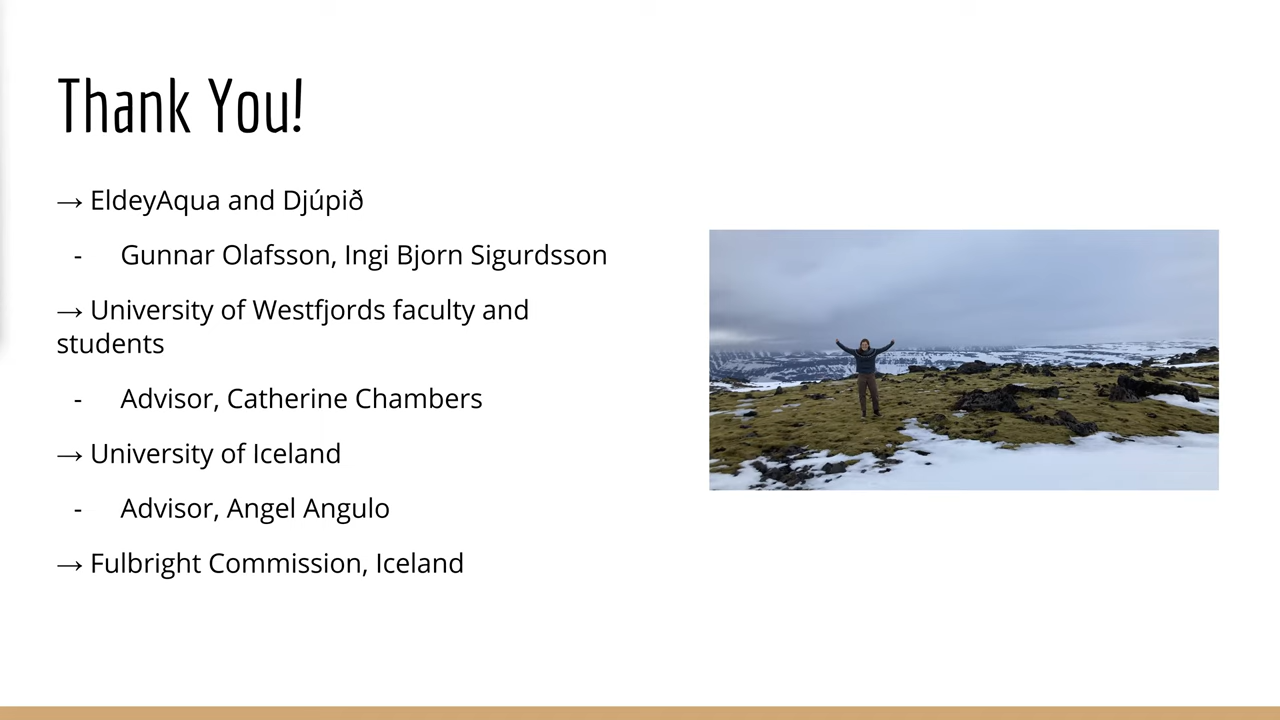 Thank You!
→ EldeyAqua and Djúpið
- Gunnar Olafsson, Ingi Bjorn Sigurdsson
→ University of Westfjords faculty and
students
- Advisor, Catherine Chambers
→ University of Iceland
- Advisor, Angel Angulo
→ Fulbright Commission, Iceland